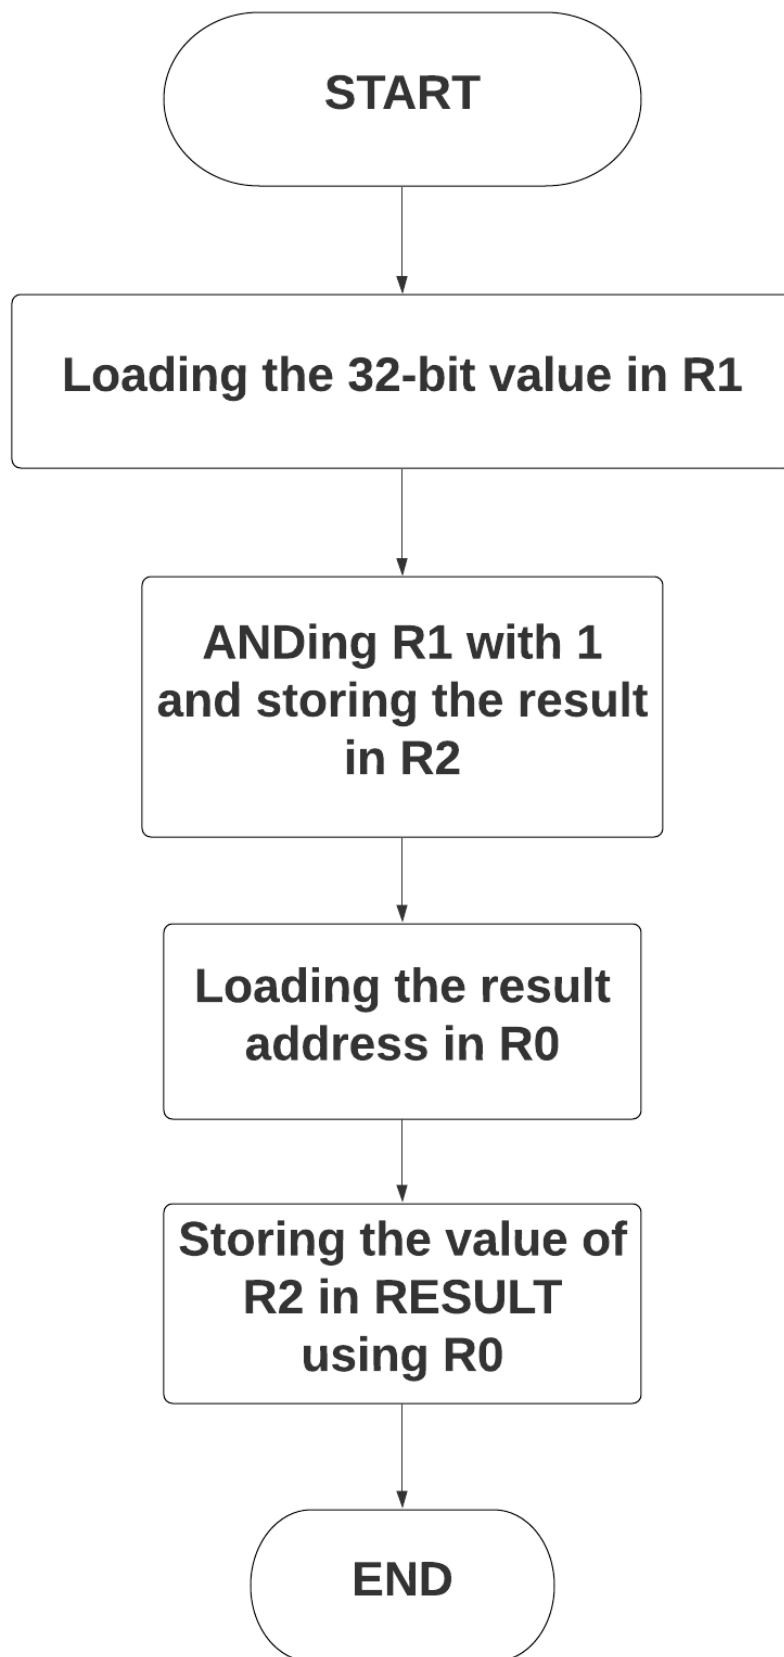 START
Loading the 32-bit value in R1
ANDing R1 with 1
and storing the result
in R2
Loading the result
address in R0
Storing the value of
R2 in RESULT
using R0
END